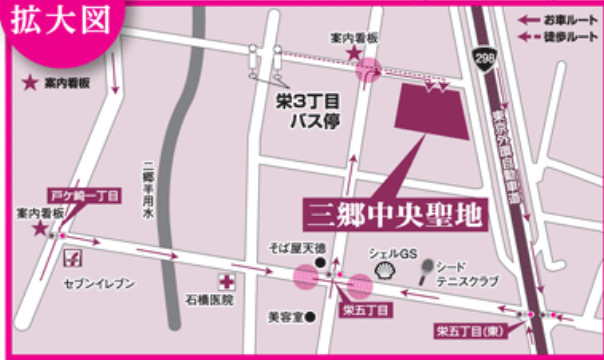 拡大図
案内看板
お車ルート
徒歩ルート
298
★ 案内看板
栄3丁目
バス停
東京外環自動車道
二郷半用水
戸ケ崎一丁目
案内看板
三郷中央聖地
そば屋天徳
シェルGS
シード
テニスクラブ
セブンイレブン
石橋医院
栄五丁目
美容室
栄五丁目(東)